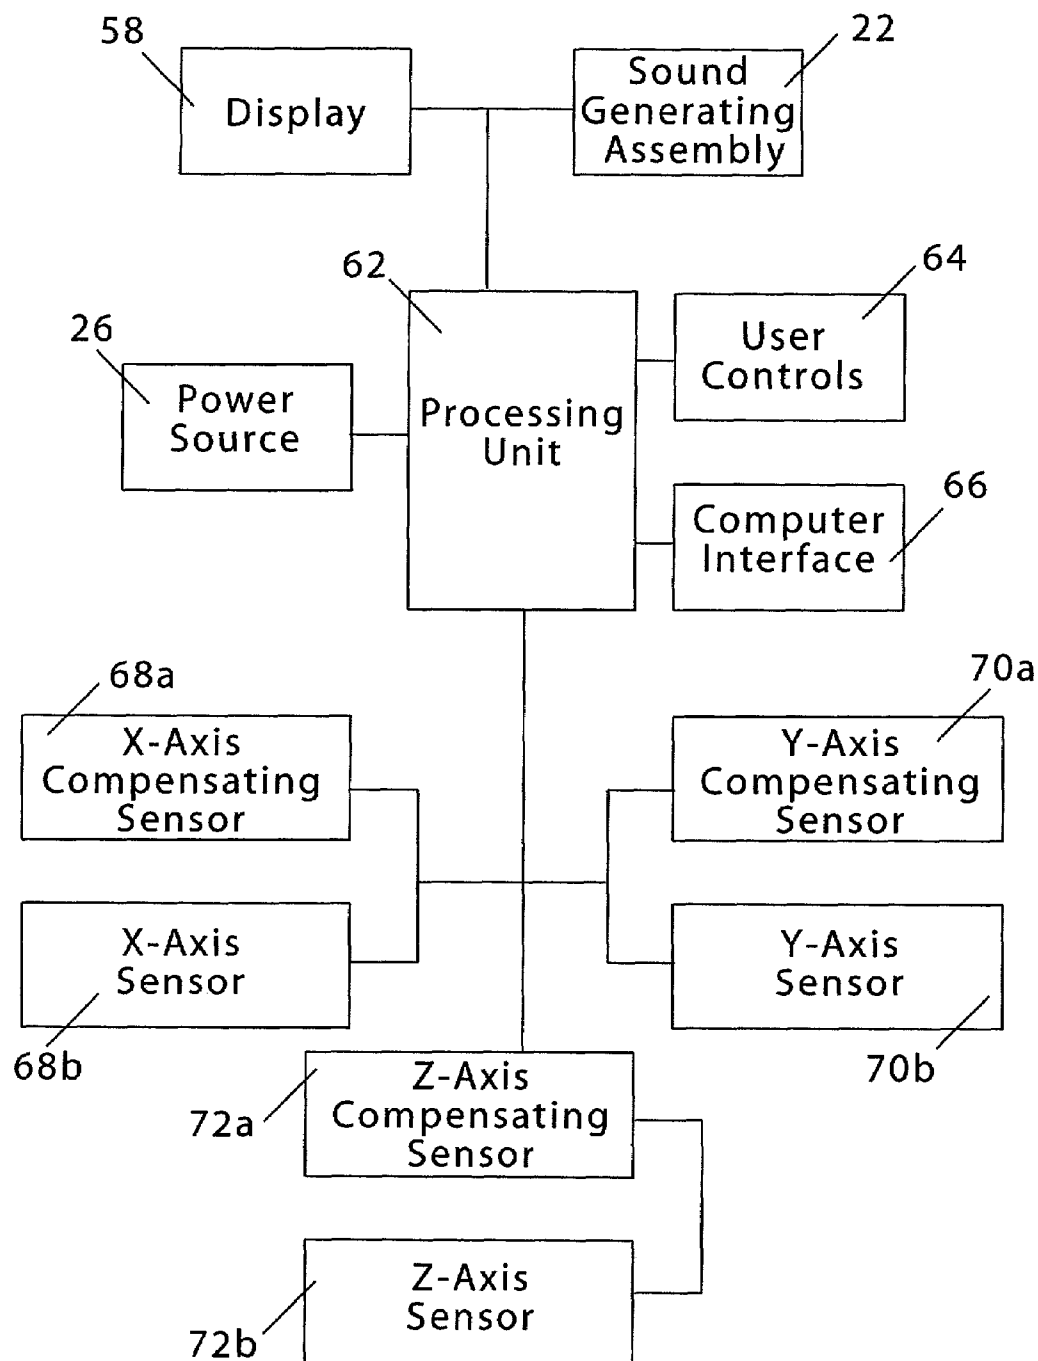 58
22
Display
Sound
Generating
Assembly
62
64
26
User
Controls
Power
Source
Processing
Unit
66
Computer
Interface
68a
70a
X-Axis
Compensating
Sensor
Y-Axis
Compensating
Sensor
X-Axis
Sensor
Y-Axis
Sensor
68b
70b
72a
Z-Axis
Compensating
Sensor
Z-Axis
Sensor
72b